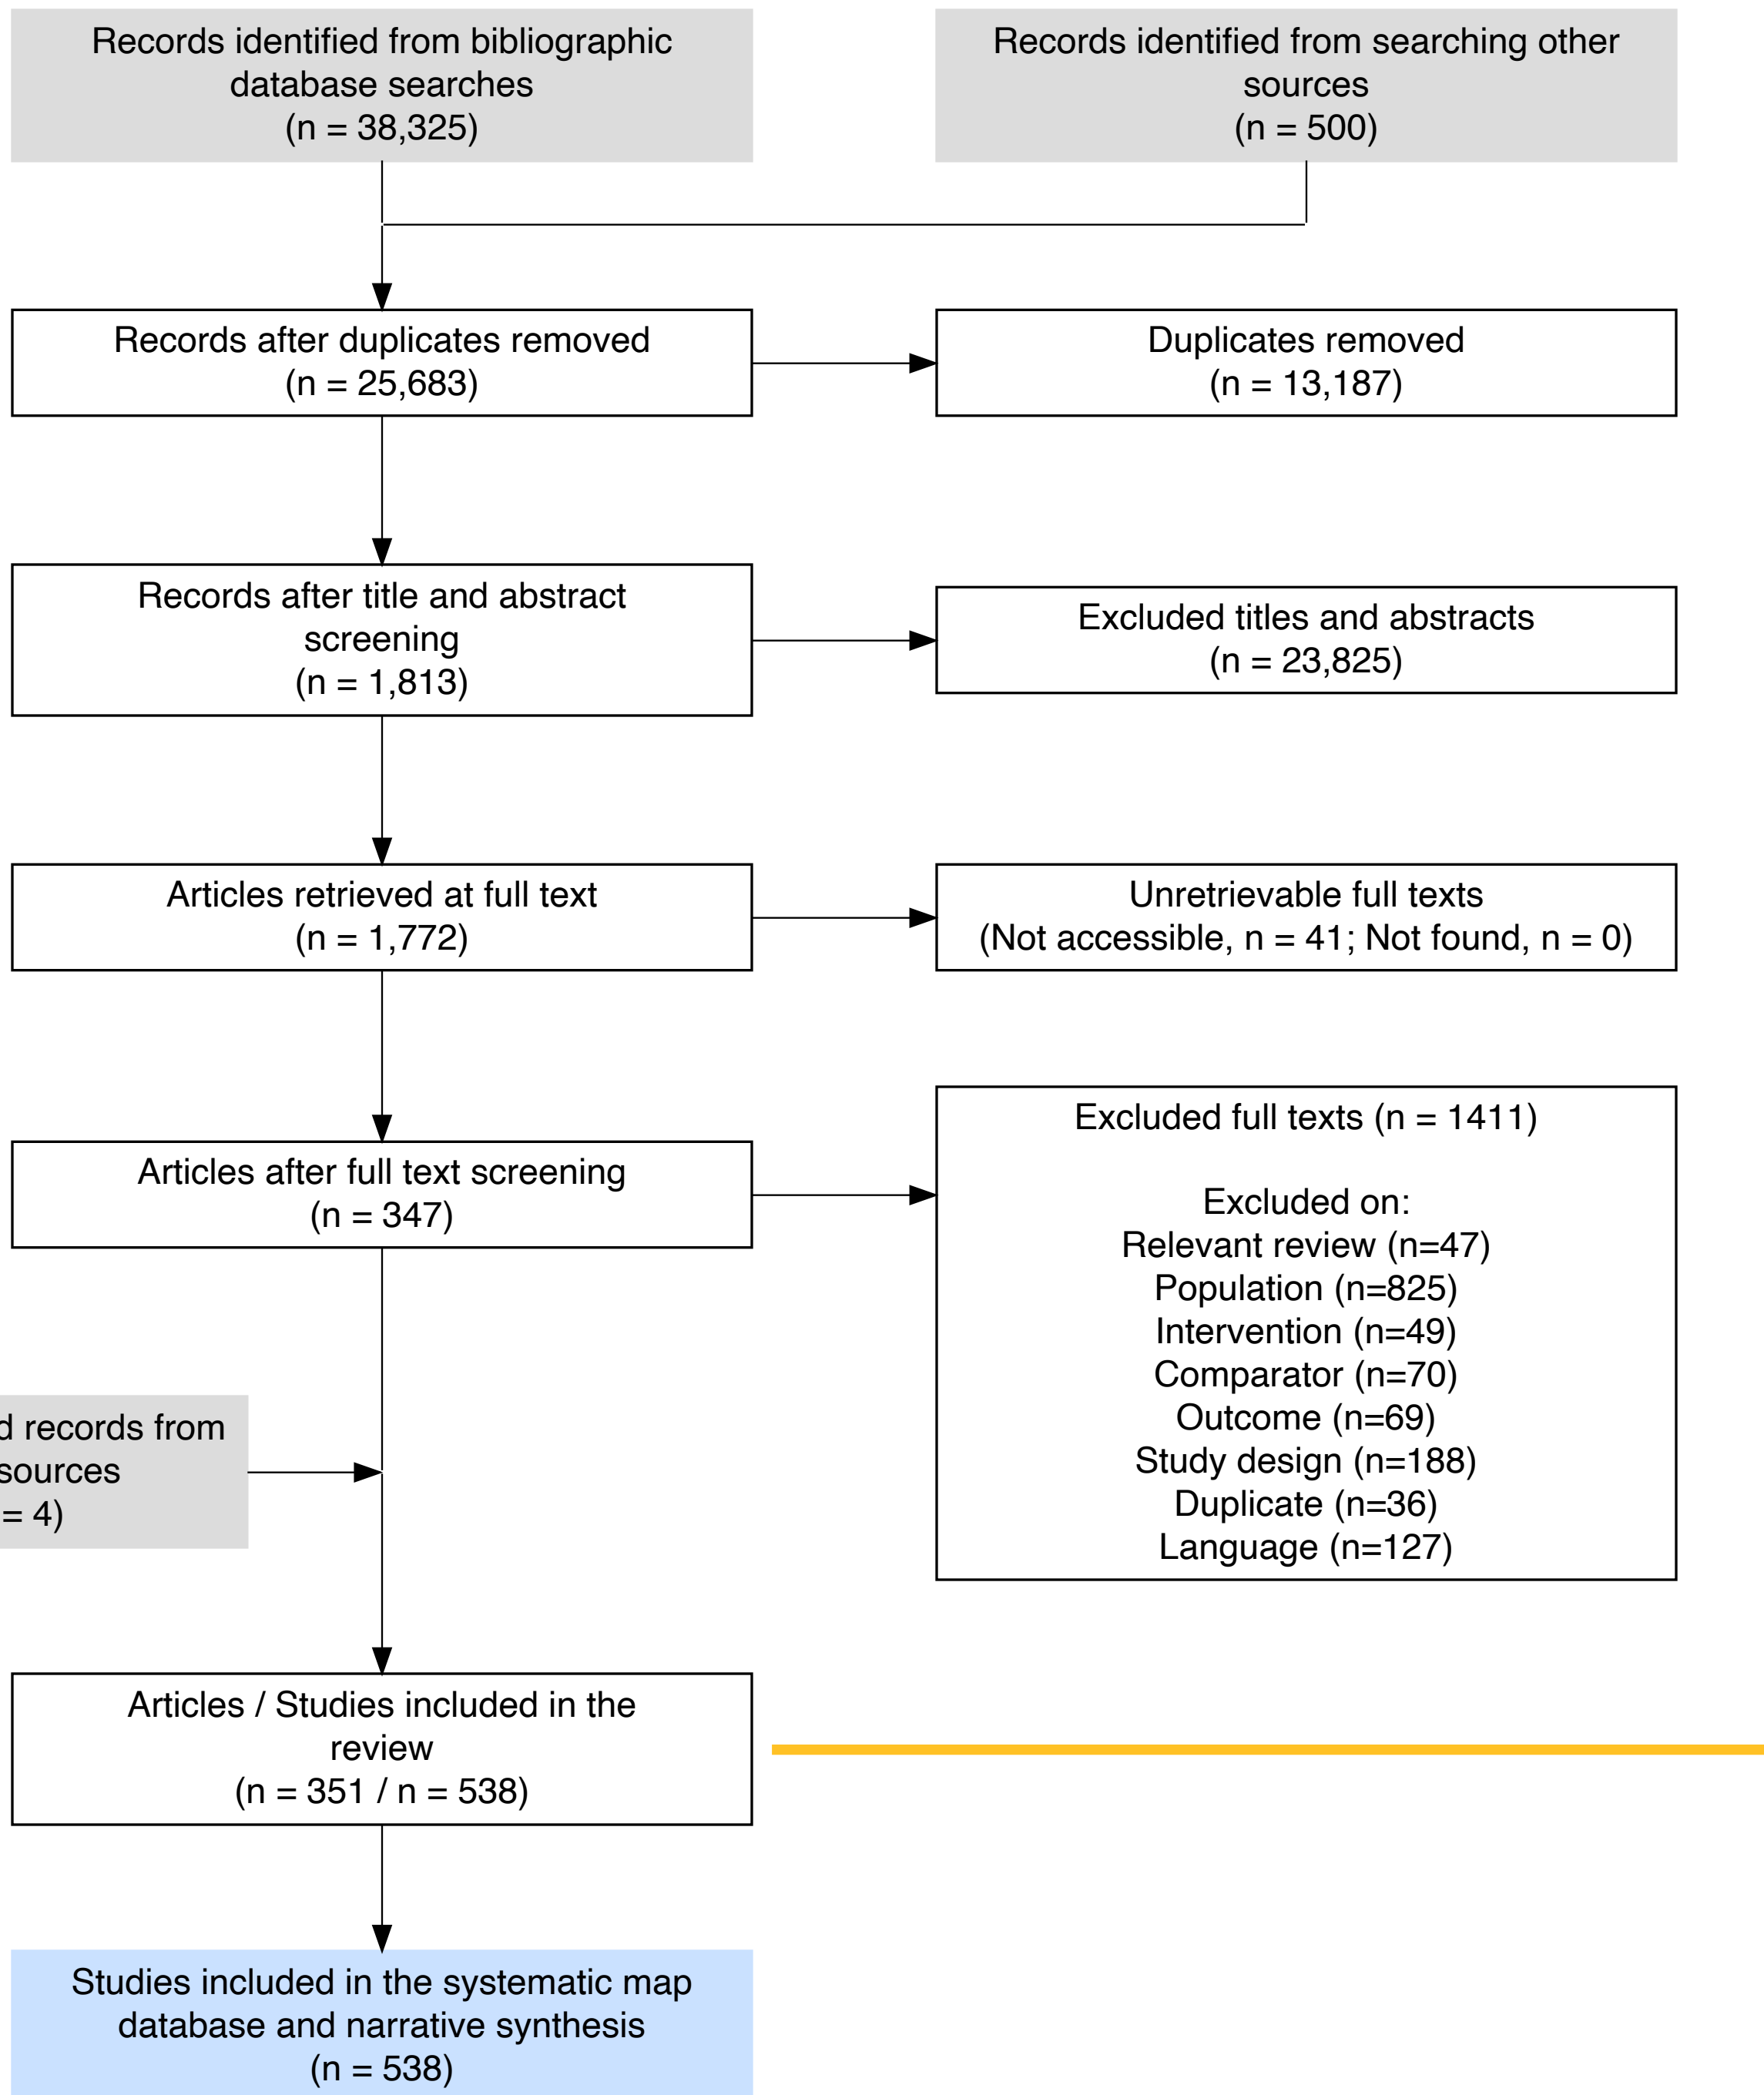 Records identified from bibliographic
database searches
(n = 38,325)
Records identified from searching other
sources
(n = 500)
Records after duplicates removed
(n = 25,683)
Duplicates removed
(n = 13,187)
Records after title and abstract
screening
(n = 1,813)
Excluded titles and abstracts
(n = 23,825)
Articles retrieved at full text
(n = 1,772)
Unretrievable full texts
(Not accessible, n = 41; Not found, n = 0)
Articles after full text screening
(n = 347)
Excluded full texts (n = 1411)
Excluded on:
Relevant review (n=47)
Population (n=825)
Intervention (n=49)
Comparator (n=70)
Outcome (n=69)
Study design (n=188)
Duplicate (n=36)
Language (n=127)
records from
sources
= 4)
Articles / Studies included in the
review
(n = 351 / n = 538)
Studies included in the systematic map
database and narrative synthesis
(n = 538)